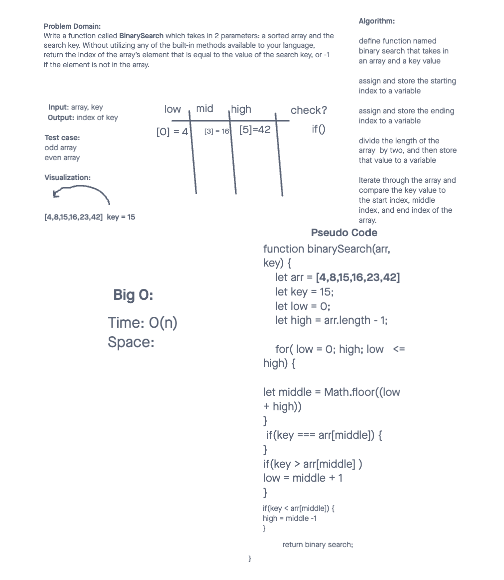 Problem Domain:
Write a function called BinarySearch which takes in 2 parameters: a sorted array and the
search key. Without utilizing any of the built-in methods available to your language,
return the index of the array's element that is equal to the value of the search key, or -1
if the element is not in the array.
Input: array, key
Output: index of key
Test case:
odd array
even array
Visualization:
[4,8,15,16,23,42] key = 15
low mid high check?
[0] = 4 [3] = 16 [5]=42 if()
Algorithm:
define function named
binary search that takes in
an array and a key value
assign and store the starting
index to a variable
assign and store the ending
index to a variable
divide the length of the
array by two, and then store
that value to a variable
Iterate through the array and
compare the key value to
the start index, middle
index, and end index of the
array.
Big O:
Time: O(n)
Space:
Pseudo Code
function binarySearch(arr,
key) {
let arr = [4,8,15,16,23,42]
let key = 15;
let low = 0;
let high = arr.length - 1;
for( low = 0; high; low <=
high) {
let middle = Math.floor((low
+ high))
}
if(key === arr[middle]) {
}
if(key > arr[middle] )
low = middle + 1
}
if(key < arr[middle]) {
high = middle -1
}
return binary search;
}